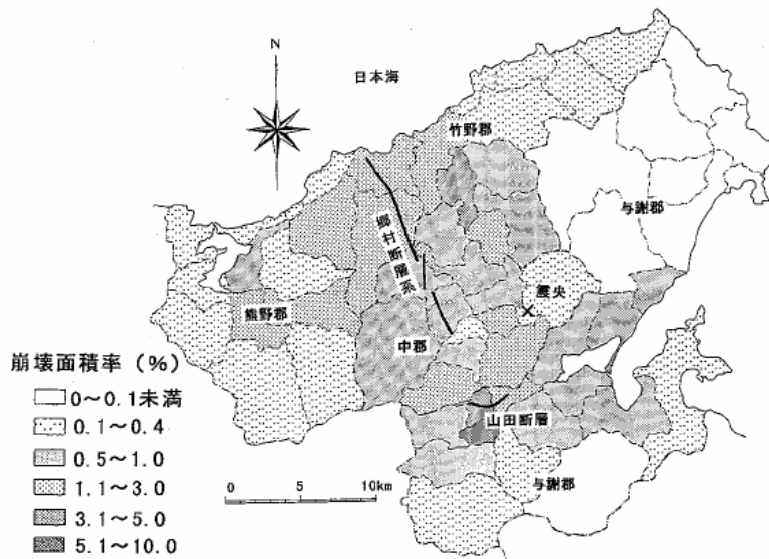 N
日本海
竹野郡
与謝郡
郷村断層系
震央
熊野郡
中郡
山田断層
与謝郡
崩壊面積率 (%)
0～0.1未満
0.1～0.4
0.5～1.0
1.1～3.0
3.1～5.0
5.1～10.0
0 5 10km